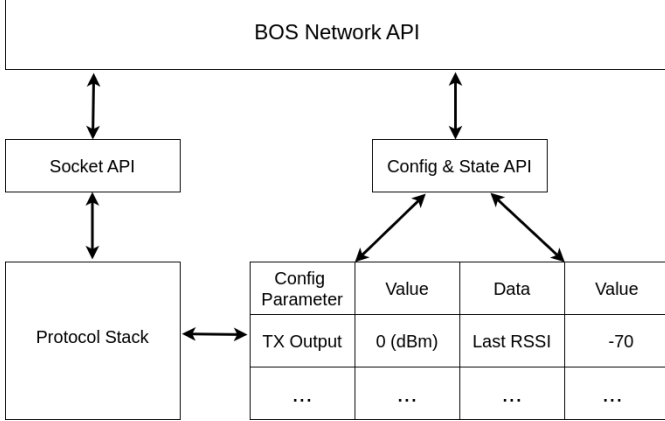 BOS Network API
Socket API
Config & State API
Protocol Stack
Config
Parameter
Value
Data
Value
TX Output
0 (dBm)
Last RSSI
-70
...
...
...
...